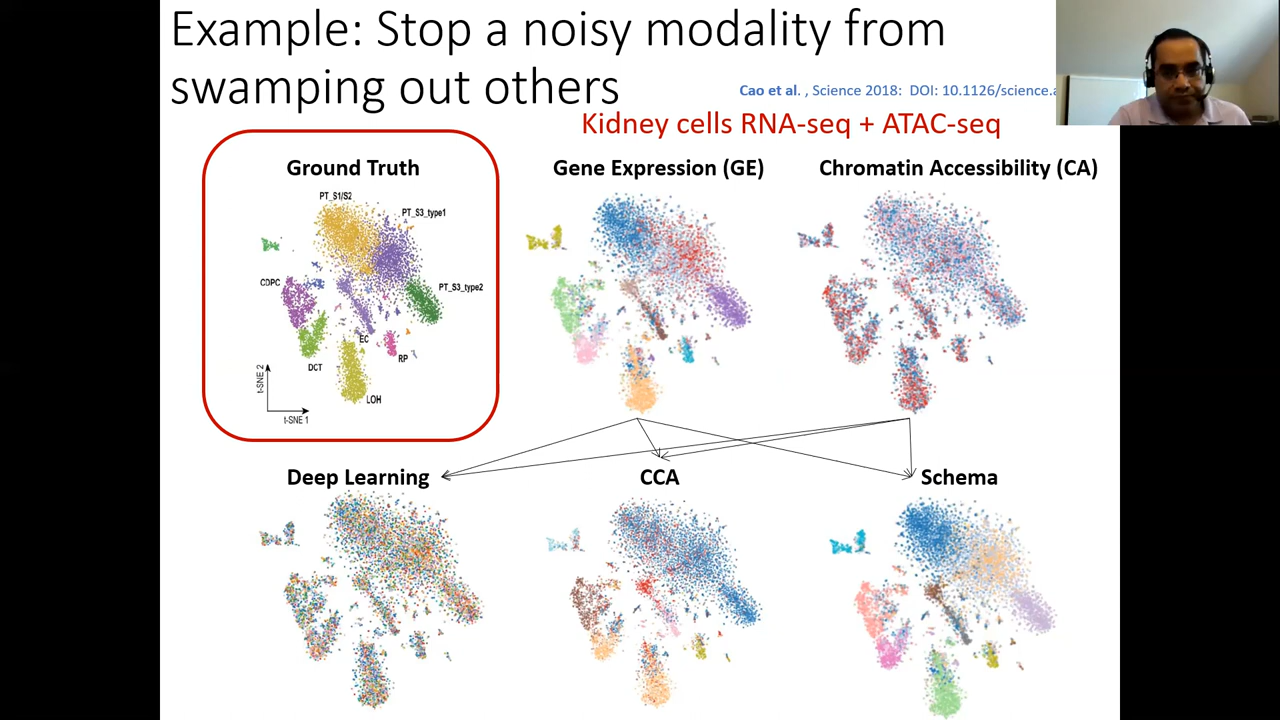 Example: Stop a noisy modality from
swamping out others
Cao et al. , Science 2018: DOI: 10.1126/science.a
Kidney cells RNA-seq + ATAC-seq
Ground Truth
Gene Expression (GE)
Chromatin Accessibility (CA)
PT_S1/S2
PT_S3_type1
CDPC
PT_S3_type2
EC
RP
DCT
LOH
t-SNE 2
t-SNE 1
Deep Learning
CCA
Schema